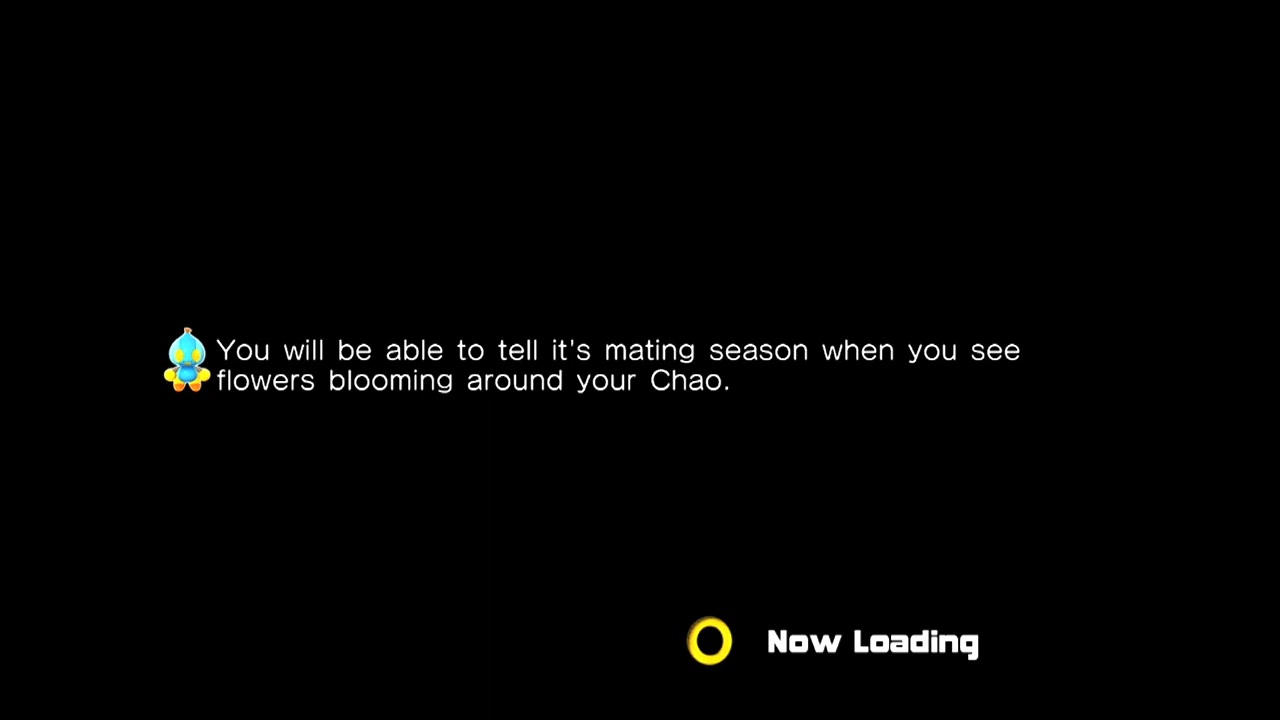 You will be able to tell it's mating season when you see
flowers blooming around your Chao.
Now Loading